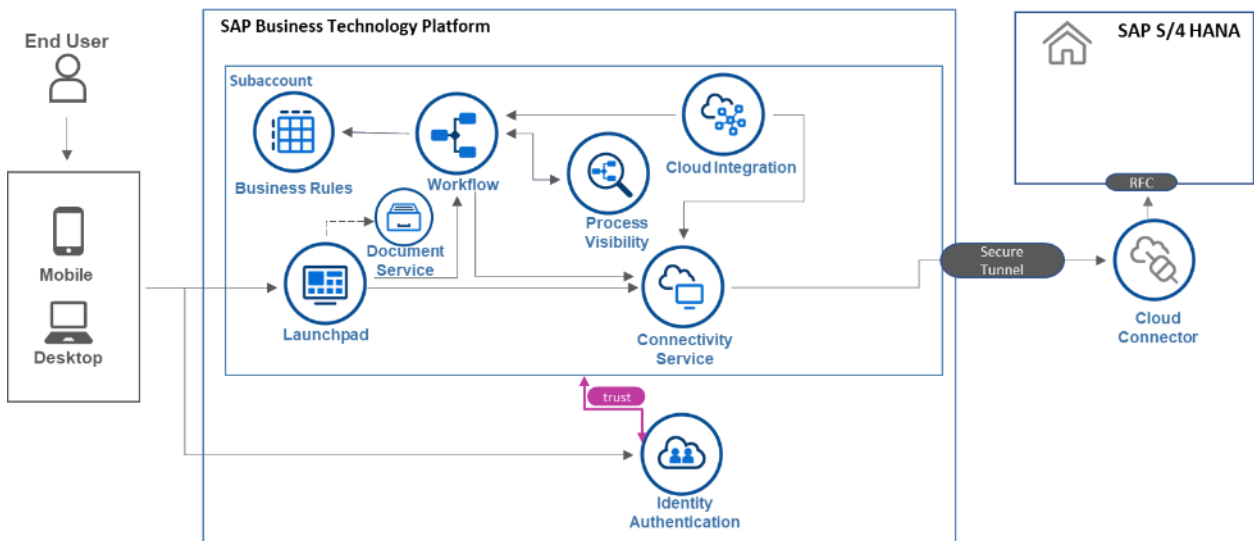 SAP Business Technology Platform
SAP S/4 HANA
End User
Subaccount
Business Rules
Workflow
Cloud Integration
Process
Visibility
Document
Service
RFC
Mobile
Desktop
Launchpad
Connectivity
Service
Secure
Tunnel
Cloud
Connector
trust
Identity
Authentication